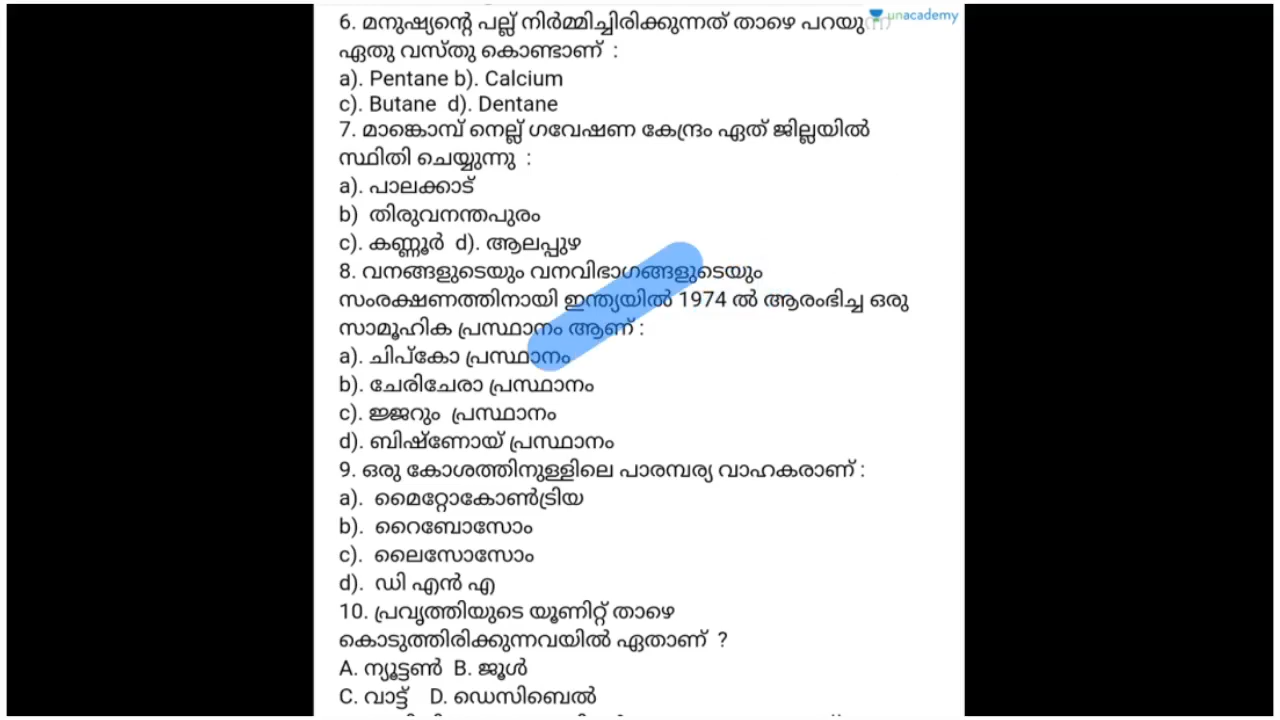 unacademy
6. മനുഷ്യന്റെ പല്ല് നിർമ്മിച്ചിരിക്കുന്നത് താഴെ പറയുന്ന
ഏതു വസ്തു കൊണ്ടാണ് :
a). Pentane b). Calcium
c). Butane d). Dentane
7. മാങ്കൊമ്പ് നെല്ല് ഗവേഷണ കേന്ദ്രം ഏത് ജില്ലയിൽ
സ്ഥിതി ചെയ്യുന്നു :
a). പാലക്കാട്
b) തിരുവനന്തപുരം
c). കണ്ണൂർ d). ആലപ്പുഴ
8. വനങ്ങളുടെയും വനവിഭാഗങ്ങളുടെയും
സംരക്ഷണത്തിനായി ഇന്ത്യയിൽ 1974 ൽ ആരംഭിച്ച ഒരു
സാമൂഹിക പ്രസ്ഥാനം ആണ് :
a). ചിപ്കോ പ്രസ്ഥാനം
b). ചേരിചേരാ പ്രസ്ഥാനം
c). ജ്ജറും പ്രസ്ഥാനം
d). ബിഷ്ണോയ് പ്രസ്ഥാനം
9. ഒരു കോശത്തിനുള്ളിലെ പാരമ്പര്യ വാഹകരാണ് :
a). മൈറ്റോകോൺട്രിയ
b). റൈബോസോം
c). ലൈസോസോം
d). ഡി എൻ എ
10. പ്രവൃത്തിയുടെ യൂണിറ്റ് താഴെ
കൊടുത്തിരിക്കുന്നവയിൽ ഏതാണ് ?
A. ന്യൂട്ടൺ B. ജൂൾ
C. വാട്ട് D. ഡെസിബെൽ